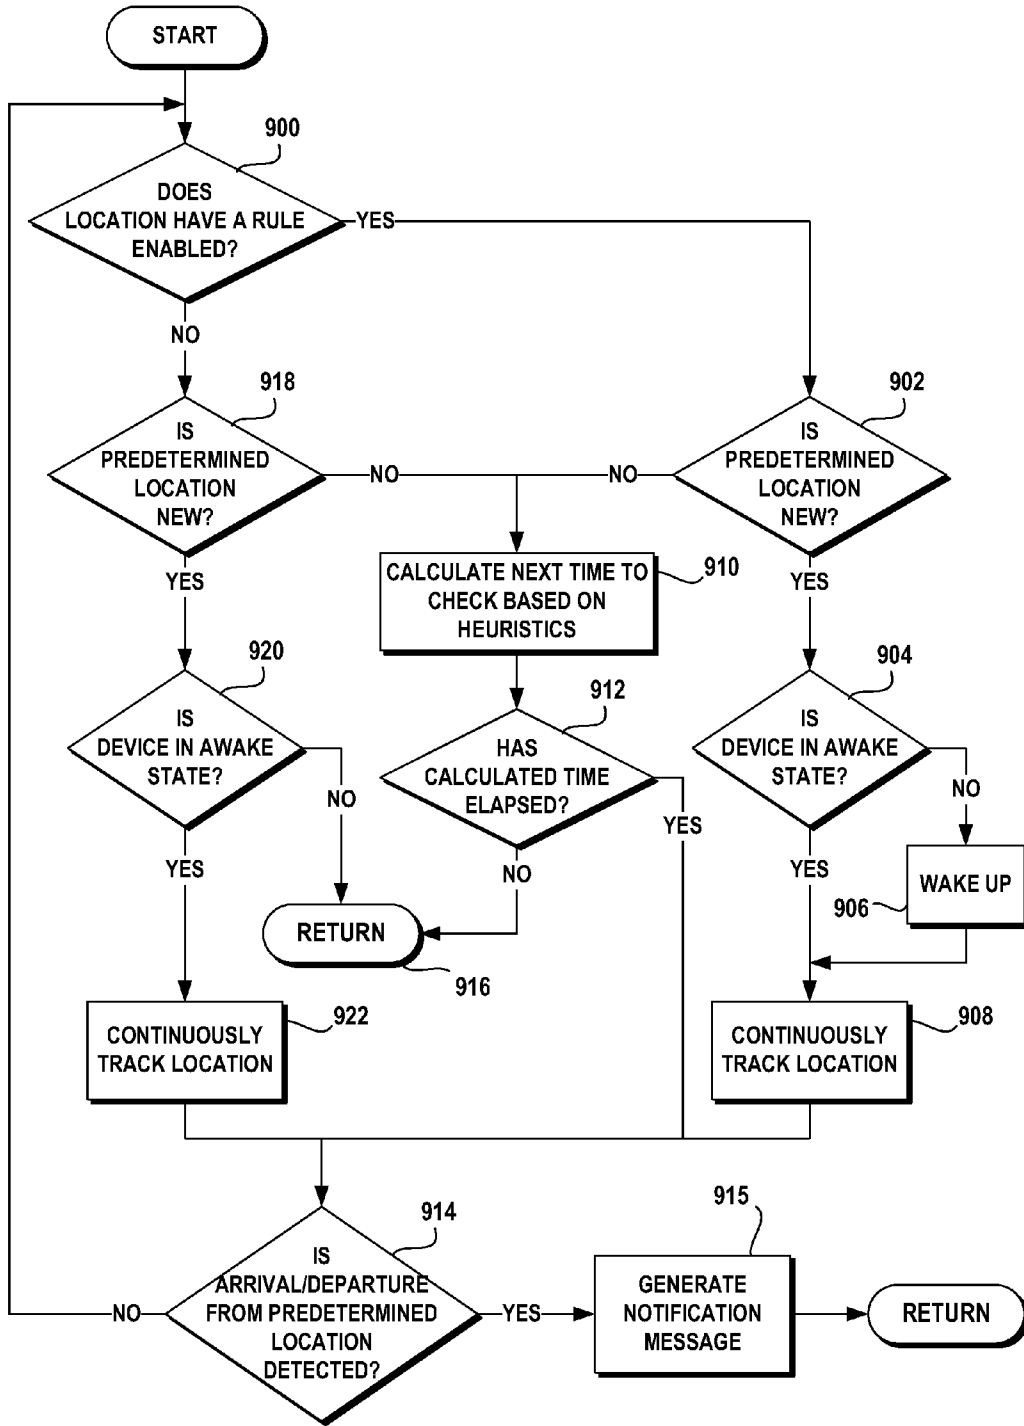 START
900
DOES
LOCATION HAVE A RULE
ENABLED?
YES
NO
918
IS
PREDETERMINED
LOCATION
NEW?
NO
NO
902
IS
PREDETERMINED
LOCATION
NEW?
YES
CALCULATE NEXT TIME TO
CHECK BASED ON
HEURISTICS
910
YES
920
IS
DEVICE IN AWAKE
STATE?
NO
YES
912
HAS
CALCULATED TIME
ELAPSED?
YES
NO
904
IS
DEVICE IN AWAKE
STATE?
NO
YES
WAKE UP
906
RETURN
916
CONTINUOUSLY
TRACK LOCATION
922
CONTINUOUSLY
TRACK LOCATION
908
914
IS
ARRIVAL/DEPARTURE
FROM PREDETERMINED
LOCATION
DETECTED?
NO
YES
915
GENERATE
NOTIFICATION
MESSAGE
RETURN